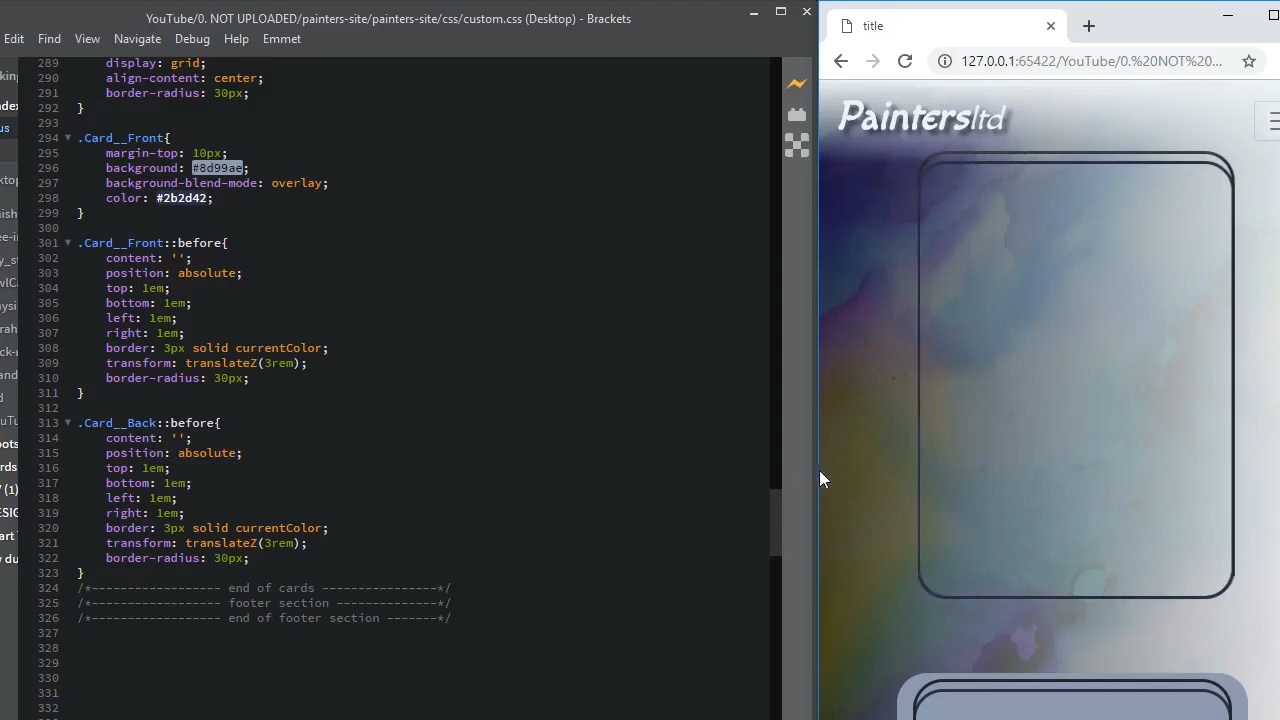 YouTube/0. NOT UPLOADED/painters-site/painters-site/css/custom.css (Desktop) - Brackets
Edit Find View Navigate Debug Help Emmet
289 display: grid;
290 align-content: center;
291 border-radius: 30px;
292 }
293
294 .Card__Front{
295 margin-top: 10px;
296 background: #8d99ae;
297 background-blend-mode: overlay;
298 color: #2b2d42;
299 }
300
301 .Card__Front::before{
302 content: '';
303 position: absolute;
304 top: 1em;
305 bottom: 1em;
306 left: 1em;
307 right: 1em;
308 border: 3px solid currentColor;
309 transform: translateZ(3rem);
310 border-radius: 30px;
311 }
312
313 .Card__Back::before{
314 content: '';
315 position: absolute;
316 top: 1em;
317 bottom: 1em;
318 left: 1em;
319 right: 1em;
320 border: 3px solid currentColor;
321 transform: translateZ(3rem);
322 border-radius: 30px;
323 }
324 /*------------------ end of cards ----------------*/
325 /*------------------ footer section --------------*/
326 /*------------------ end of footer section -------*/
327
328
329
330
331
title
127.0.0.1:65422/YouTube/0.%20NOT%20...
Paintersltd